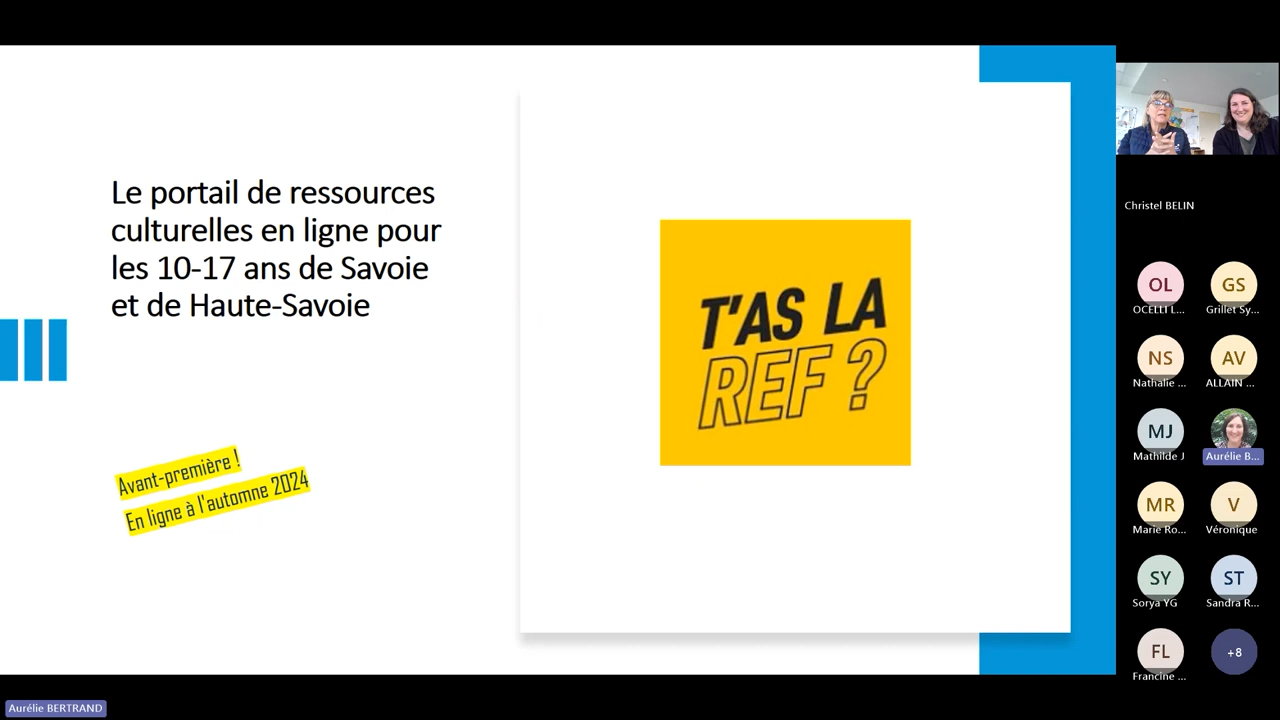 Le portail de ressources
culturelles en ligne pour
les 10-17 ans de Savoie
et de Haute-Savoie
Avant-première !
En ligne à l'automne 2024
T'AS LA
REF ?
Christel BELIN
OL
OCELLI L...
GS
Grillet Sy...
NS
Nathalie ...
AV
ALLAIN ...
MJ
Mathilde J
Aurélie B...
MR
Marie Ro...
V
Véronique
SY
Sorya YG
ST
Sandra R...
FL
Francine ...
+8
Aurélie BERTRAND